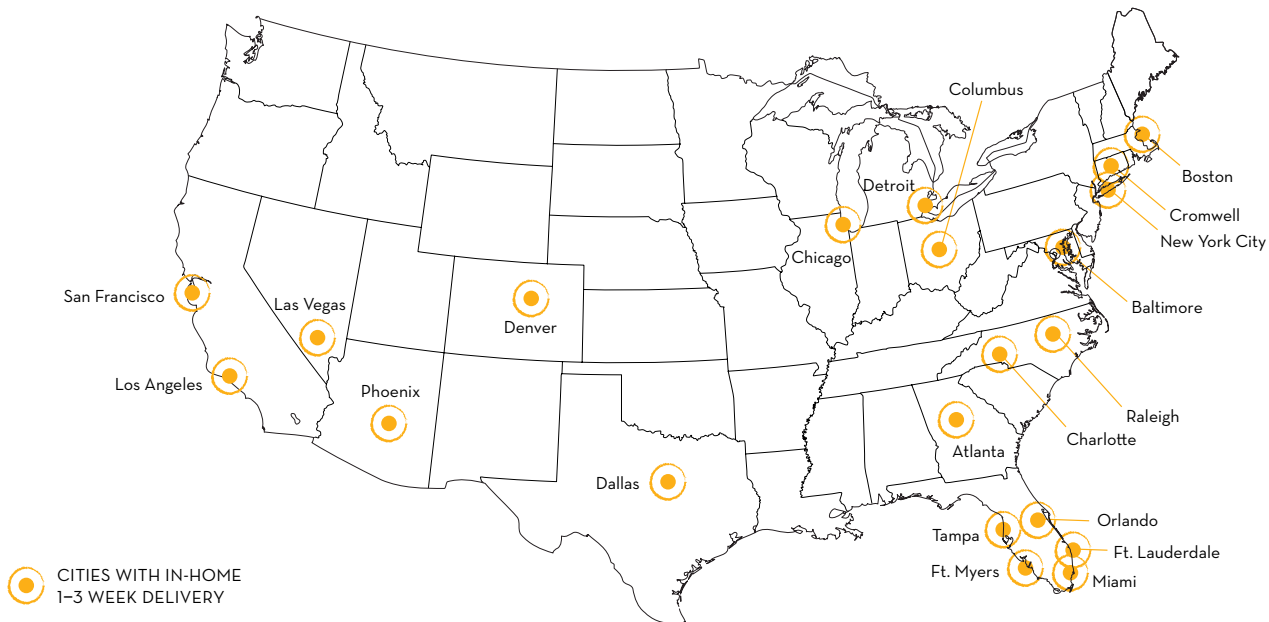 Columbus
Boston
Detroit
Cromwell
New York City
Chicago
San Francisco
Las Vegas
Baltimore
Denver
Los Angeles
Phoenix
Raleigh
Charlotte
Atlanta
Dallas
Orlando
Tampa
Ft. Lauderdale
Ft. Myers
Miami
CITIES WITH IN-HOME
1–3 WEEK DELIVERY